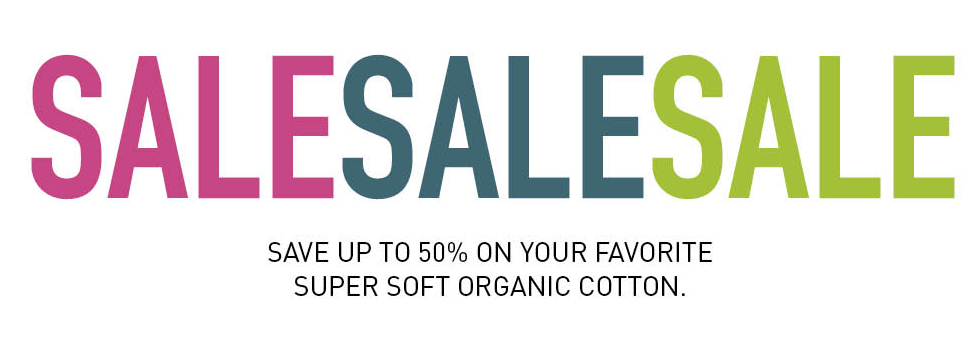 SALESALESALE
SAVE UP TO 50% ON YOUR FAVORITE
SUPER SOFT ORGANIC COTTON.